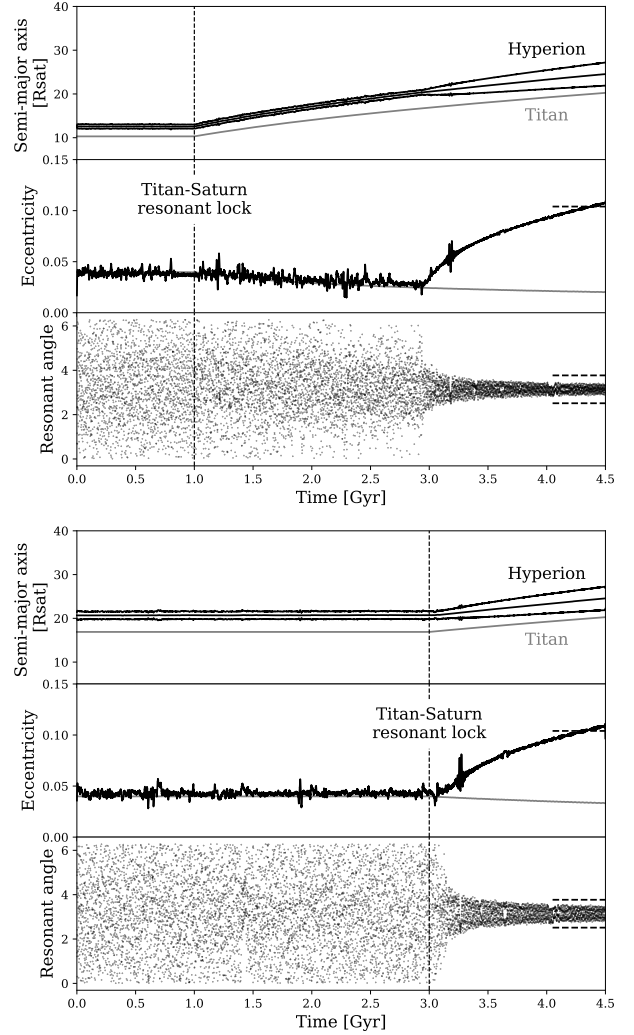 40
30
20
10
Semi-major axis
[Rsat]
Hyperion
Titan
0.15
0.10
0.05
0.00
Eccentricity
Titan-Saturn
resonant lock
6
4
2
0
Resonant angle
0.0 0.5 1.0 1.5 2.0 2.5 3.0 3.5 4.0 4.5
Time [Gyr]
40
30
20
10
Semi-major axis
[Rsat]
Hyperion
Titan
0.15
0.10
0.05
0.00
Eccentricity
Titan-Saturn
resonant lock
6
4
2
0
Resonant angle
0.0 0.5 1.0 1.5 2.0 2.5 3.0 3.5 4.0 4.5
Time [Gyr]